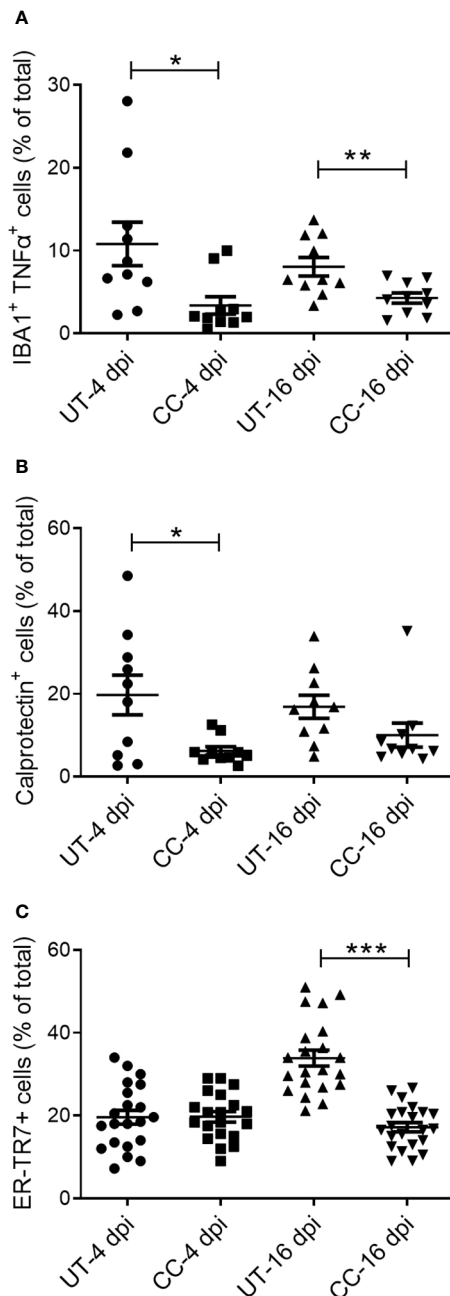 A
*
**
30
20
10
0
IBA1⁺ TNFα⁺ cells (% of total)
UT-4 dpi
CC-4 dpi
UT-16 dpi
CC-16 dpi
B
*
60
40
20
0
Calprotectin⁺ cells (% of total)
UT-4 dpi
CC-4 dpi
UT-16 dpi
CC-16 dpi
C
***
60
40
20
0
ER-TR7+ cells (% of total)
UT-4 dpi
CC-4 dpi
UT-16 dpi
CC-16 dpi